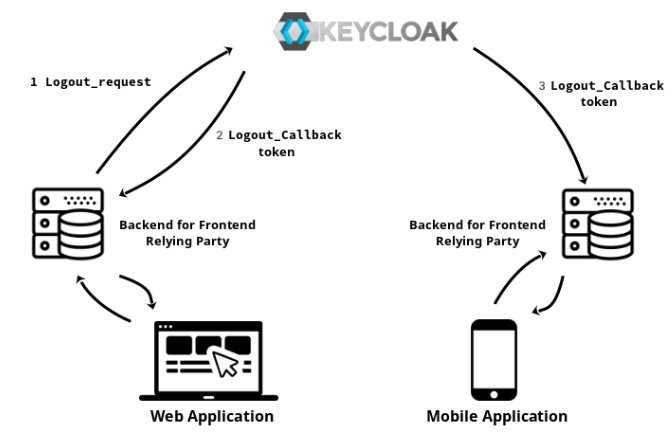 KEYCLOAK
1 Logout_request
2 Logout_Callback
token
3 Logout_Callback
token
Backend for Frontend
Relying Party
Backend for Frontend
Relying Party
Web Application
Mobile Application